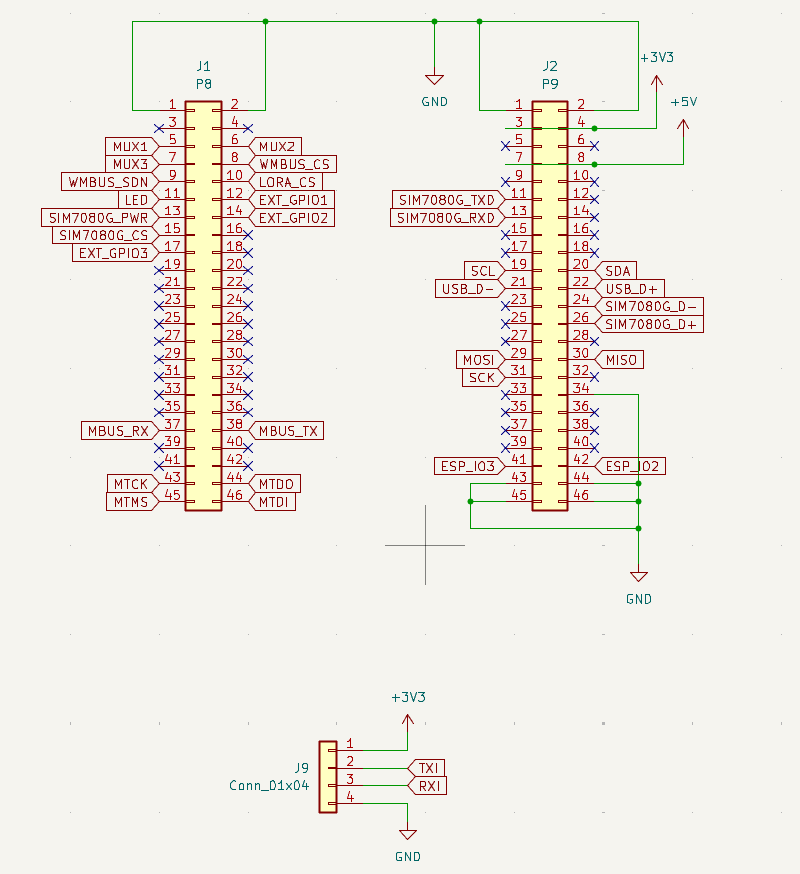 J1
P8
1 2
3 4
MUX1 5 6 MUX2
MUX3 7 8 WMBUS_CS
WMBUS_SDN 9 10 LORA_CS
LED 11 12 EXT_GPIO1
SIM7080G_PWR 13 14 EXT_GPIO2
SIM7080G_CS 15 16
EXT_GPIO3 17 18
19 20
21 22
23 24
25 26
27 28
29 30
31 32
33 34
35 36
MBUS_RX 37 38 MBUS_TX
39 40
41 42
MTCK 43 44 MTDO
MTMS 45 46 MTDI
GND
J2
P9
+3V3
+5V
1 2
3 4
5 6
7 8
9 10
SIM7080G_TXD 11 12
SIM7080G_RXD 13 14
15 16
17 18
SCL 19 20 SDA
USB_D- 21 22 USB_D+
23 24 SIM7080G_D-
25 26 SIM7080G_D+
27 28
MOSI 29 30 MISO
SCK 31 32
33 34
35 36
37 38
39 40
ESP_IO3 41 42 ESP_IO2
43 44
45 46
GND
+3V3
J9
Conn_01x04
1
2 TXI
3 RXI
4
GND